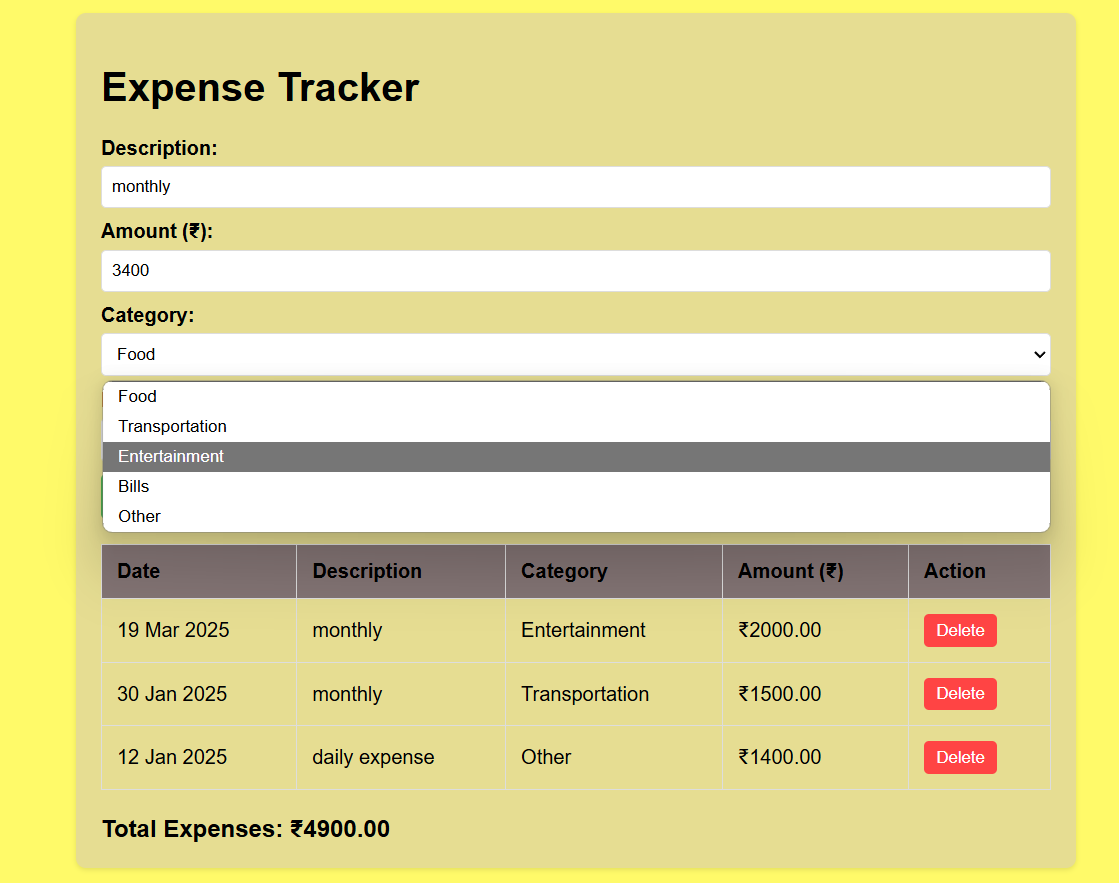 Expense Tracker
Description:
monthly
Amount (₹):
3400
Category:
Food
Food
Transportation
Entertainment
Bills
Other
Date Description Category Amount (₹) Action
19 Mar 2025 monthly Entertainment ₹2000.00 Delete
30 Jan 2025 monthly Transportation ₹1500.00 Delete
12 Jan 2025 daily expense Other ₹1400.00 Delete
Total Expenses: ₹4900.00